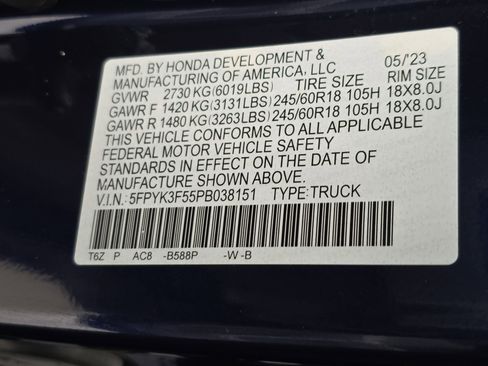 MFD. BY HONDA DEVELOPMENT & 05/'23
MANUFACTURING OF AMERICA, LLC
GVWR 2730 KG(6019LBS) TIRE SIZE RIM SIZE
GAWR F 1420 KG(3131LBS) 245/60R18 105H 18X8.0J
GAWR R 1480 KG(3263LBS) 245/60R18 105H 18X8.0J
THIS VEHICLE CONFORMS TO ALL APPLICABLE
FEDERAL MOTOR VEHICLE SAFETY
STANDARDS IN EFFECT ON THE DATE OF
MANUFACTURE SHOWN ABOVE.
V.I.N.: 5FPYK3F55PB038151 TYPE:TRUCK
T6Z P AC8 -B588P -W -B